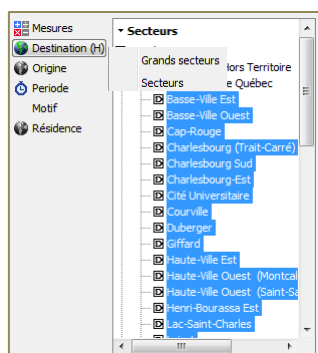 Mesures
Destination (H)
Origine
Periode
Motif
Résidence
Secteurs
Grands secteurs
Secteurs
Hors Territoire
e Québec
Basse-Ville Est
Basse-Ville Ouest
Cap-Rouge
Charlesbourg (Trait-Carré)
Charlesbourg Sud
Charlesbourg-Est
Cité Universitaire
Courville
Duberger
Giffard
Haute-Ville Est
Haute-Ville Ouest (Montcal
Haute-Ville Ouest (Saint-Sa
Henri-Bourassa Est
Lac-Saint-Charles